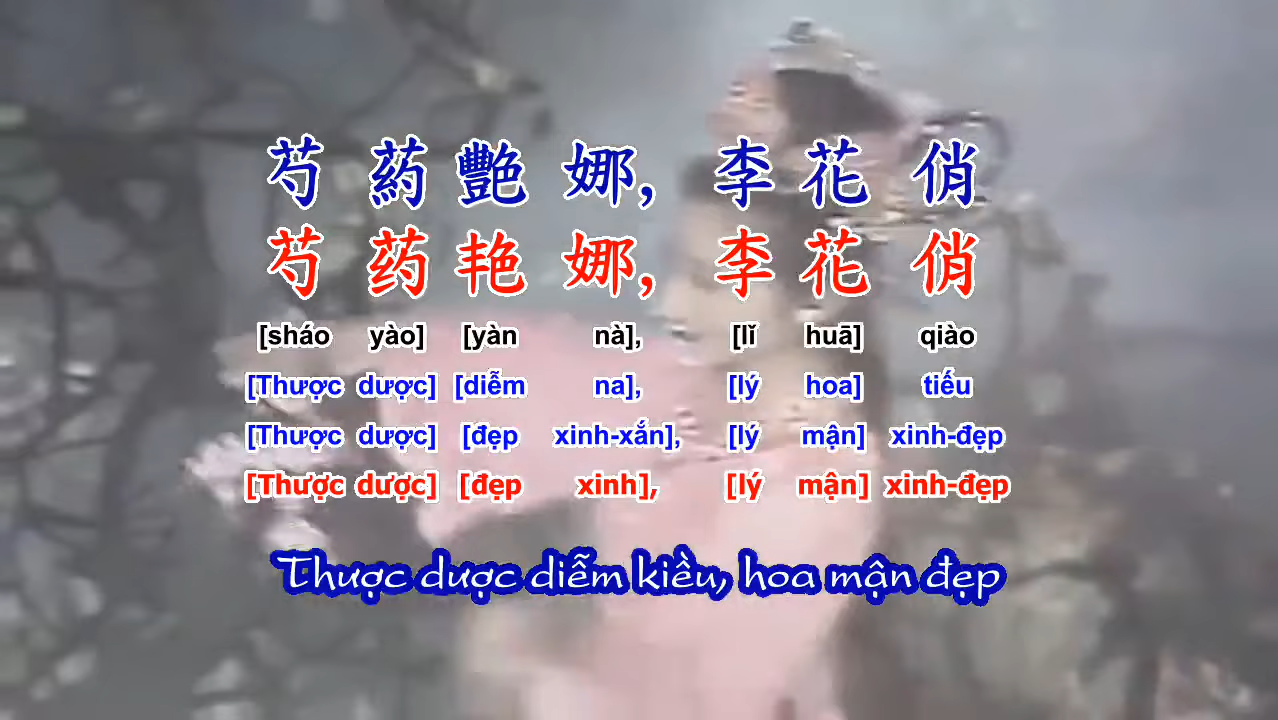 芍葯豔娜, 李花俏
芍药艳娜, 李花俏
[sháo yào] [yàn nà], [lǐ huā] qiào
[Thược dược] [diễm na], [lý hoa] tiếu
[Thược dược] [đẹp xinh-xắn], [lý mận] xinh-đẹp
[Thược dược] [đẹp xinh], [lý mận] xinh-đẹp
Thược dược diễm kiều, hoa mận đẹp